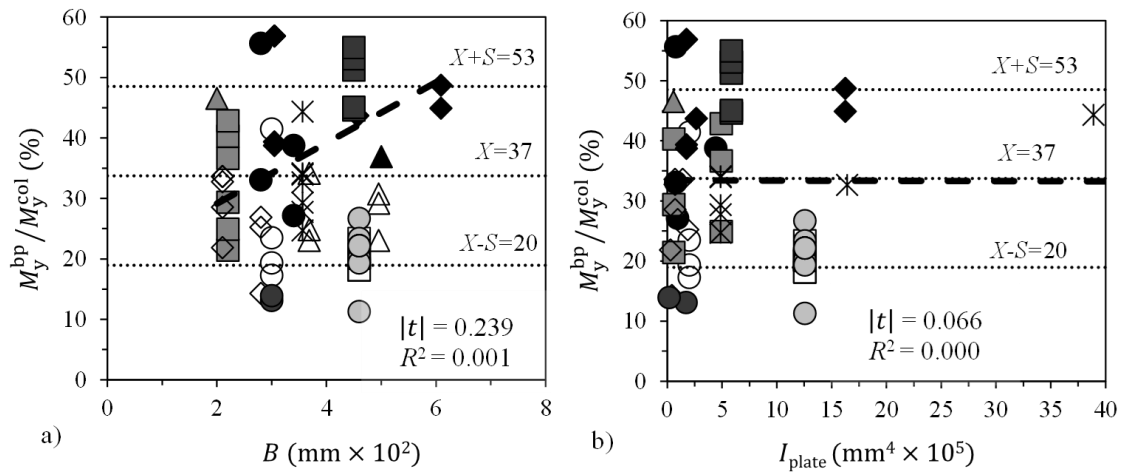 60
50
40
30
20
10
0
M_y^bp/M_y^col (%)
X+S=53
X=37
X-S=20
|t| = 0.239
R² = 0.001
0 2 4 6 8
a)
B (mm × 10²)
60
50
40
30
20
10
0
M_y^bp/M_y^col (%)
X+S=53
X=37
X-S=20
|t| = 0.066
R² = 0.000
0 5 10 15 20 25 30 35 40
b)
I_plate (mm⁴ × 10⁵)